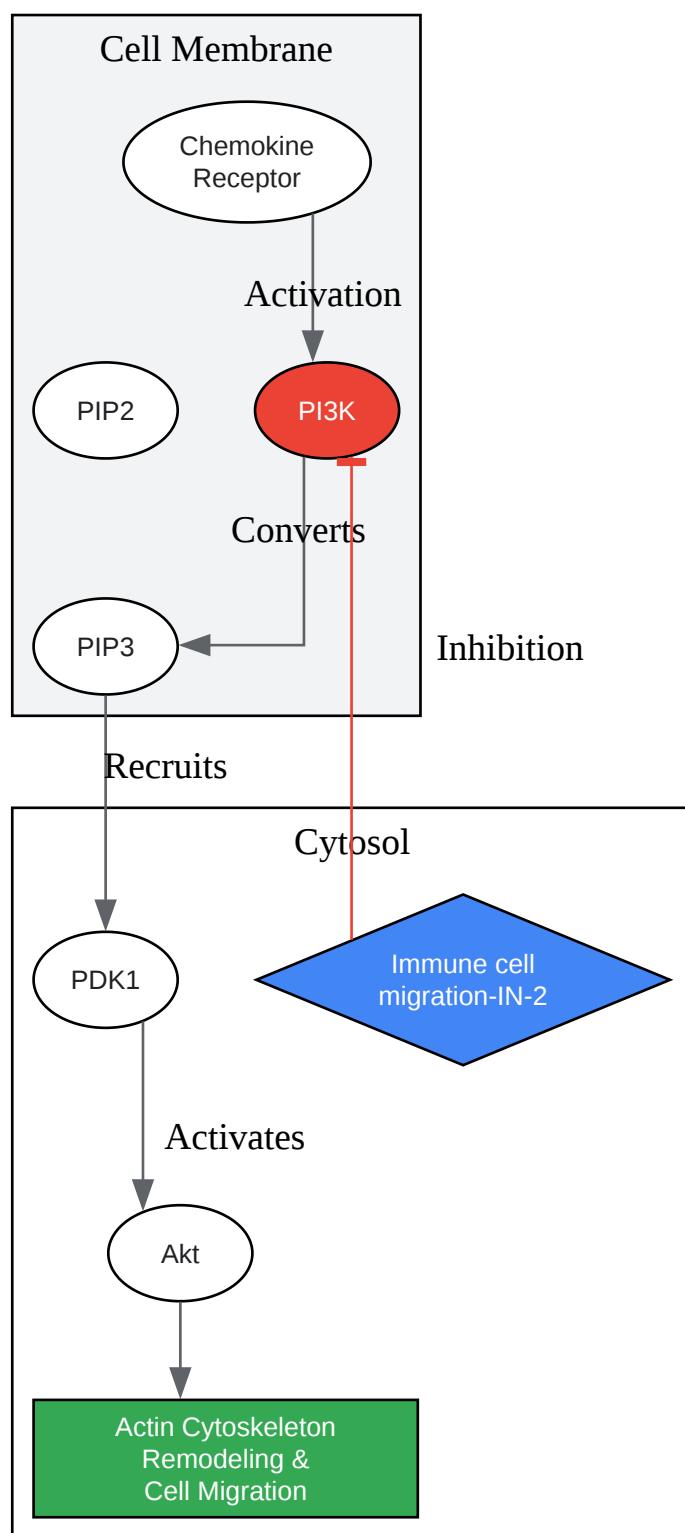 Cell Membrane
Chemokine
Receptor
Activation
PIP2
PI3K
Converts
PIP3
Inhibition
Recruits
Cytosol
PDK1
Immune cell
migration-IN-2
Activates
Akt
Actin Cytoskeleton
Remodeling &
Cell Migration